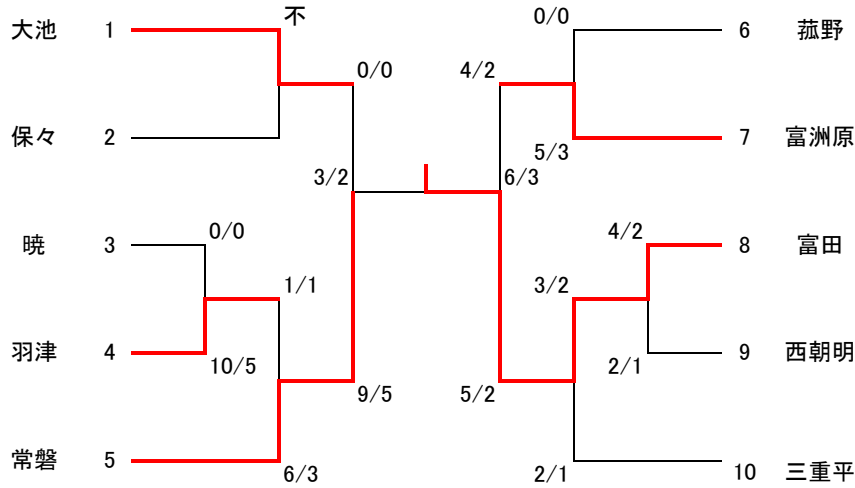 大池 1 不
0/0
保々 2
3/2
暁 3 0/0
1/1
羽津 4 10/5
9/5
常磐 5 6/3
0/0 6 菰野
4/2
5/3 7 富洲原
6/3
4/2 8 富田
3/2
2/1 9 西朝明
5/2
2/1 10 三重平